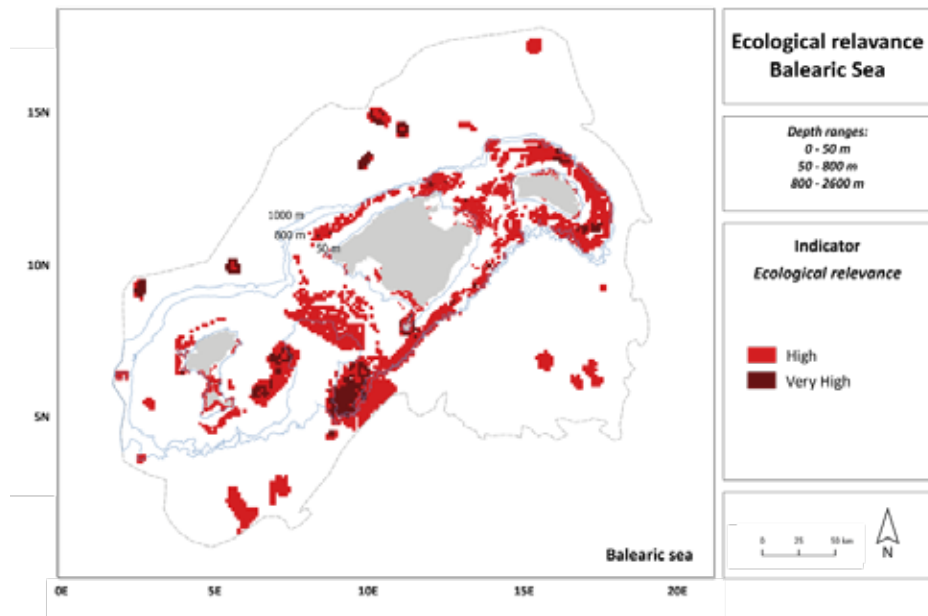 Ecological relavance
Balearic Sea
Depth ranges:
0 - 50 m
50 - 800 m
800 - 2600 m
Indicator
Ecological relevance
High
Very High
0 25 50 km
N
15N
10N
5N
1000 m
800 m
50 m
Balearic sea
0E 5E 10E 15E 20E